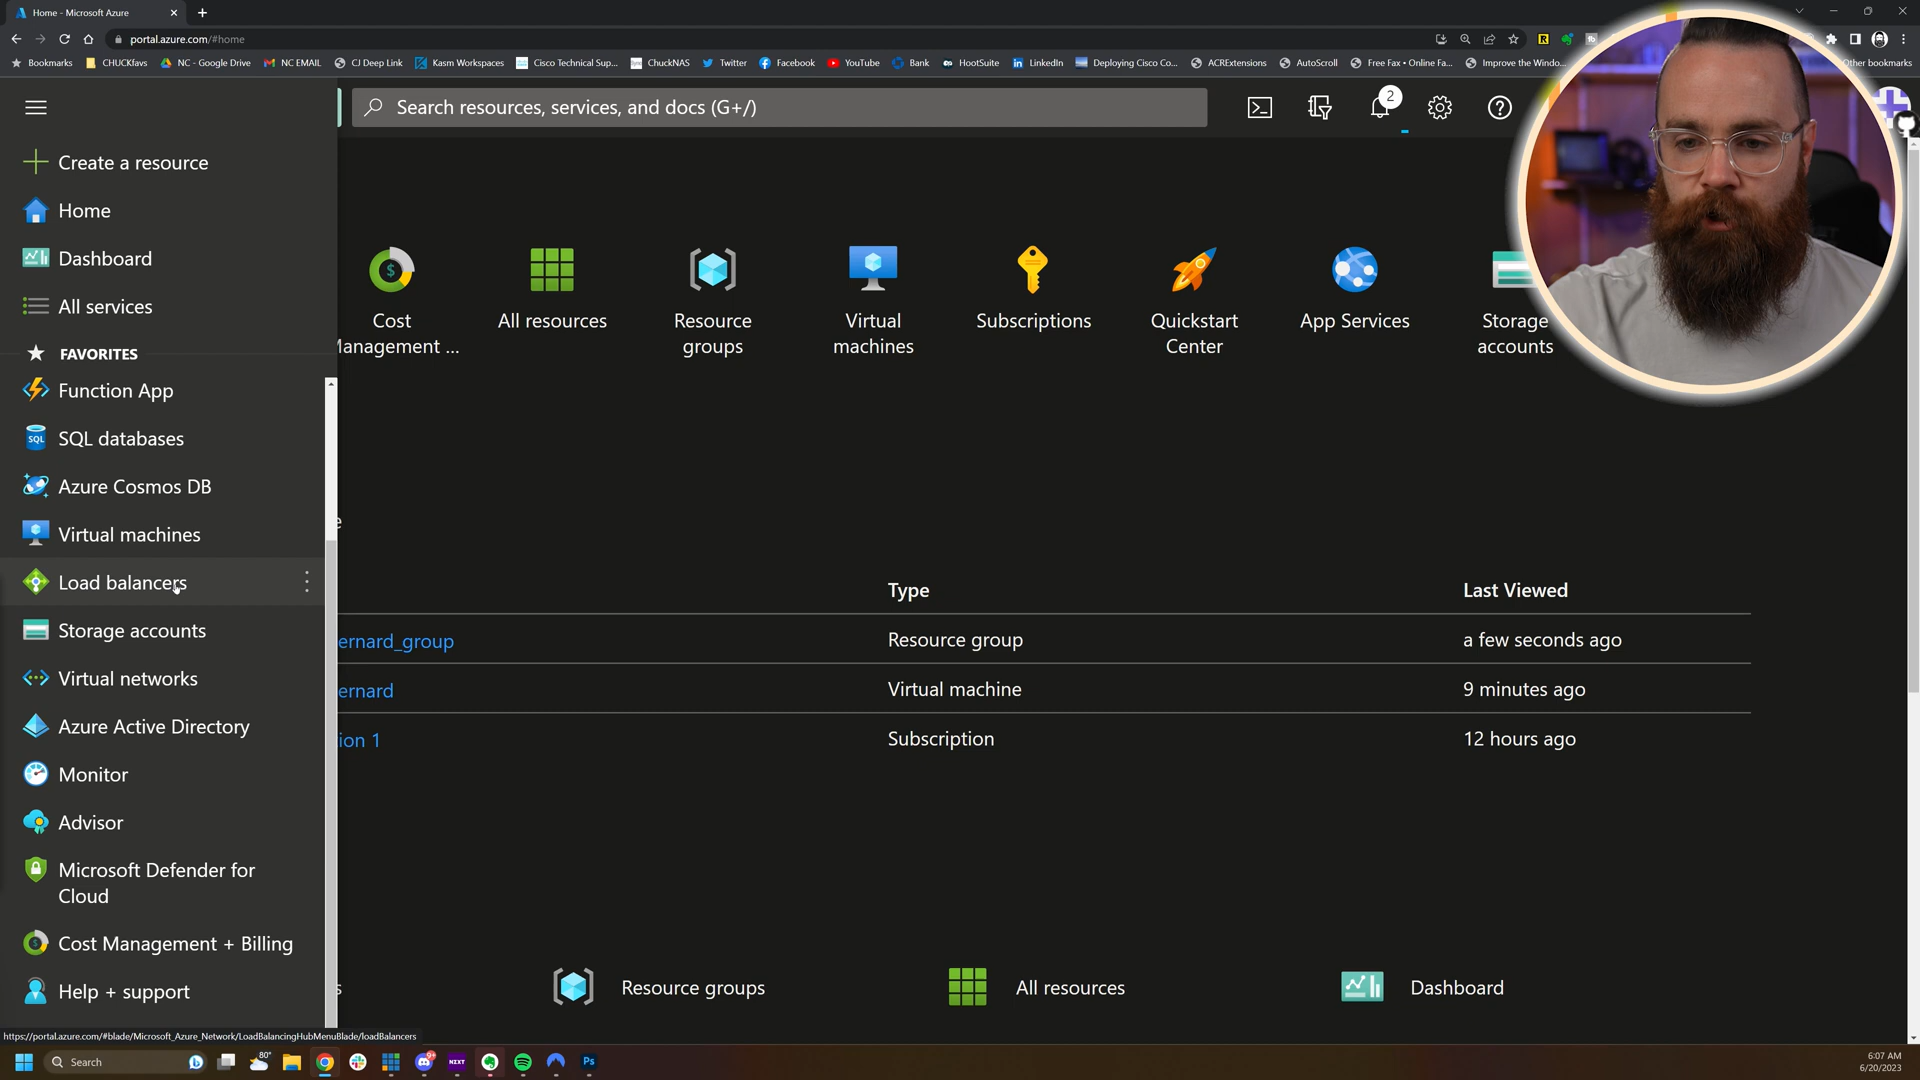 Home - Microsoft Azure
portal.azure.com/#home
Bookmarks CHUCKfavs NC - Google Drive NC EMAIL CJ Deep Link Kasm Workspaces Cisco Technical Sup... ChuckNAS Twitter Facebook YouTube Bank HootSuite LinkedIn Deploying Cisco Co... ACRExtensions AutoScroll Free Fax • Online Fa... Improve the Windo... Other bookmarks
Search resources, services, and docs (G+/)
2
Create a resource
Home
Dashboard
All services
FAVORITES
Function App
SQL databases
Azure Cosmos DB
Virtual machines
Load balancers
Storage accounts
Virtual networks
Azure Active Directory
Monitor
Advisor
Microsoft Defender for
Cloud
Cost Management + Billing
Help + support
Cost
Management ...
All resources
Resource
groups
Virtual
machines
Subscriptions
Quickstart
Center
App Services
Storage
accounts
e
Type Last Viewed
ernard_group Resource group a few seconds ago
ernard Virtual machine 9 minutes ago
ion 1 Subscription 12 hours ago
s Resource groups All resources Dashboard
https://portal.azure.com/#blade/Microsoft_Azure_Network/LoadBalancingHubMenuBlade/loadBalancers
Search
80°
NZXT
Ps
6:07 AM
6/20/2023